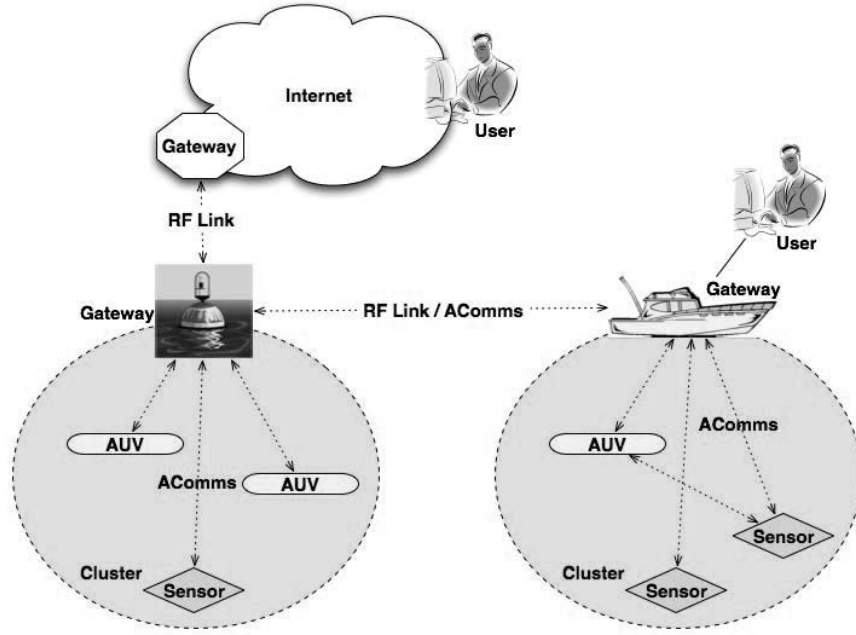 Internet
User
Gateway
RF Link
User
Gateway
Gateway
RF Link / AComms
AUV
AComms
AUV
AComms
AUV
Sensor
Cluster
Sensor
Cluster
Sensor